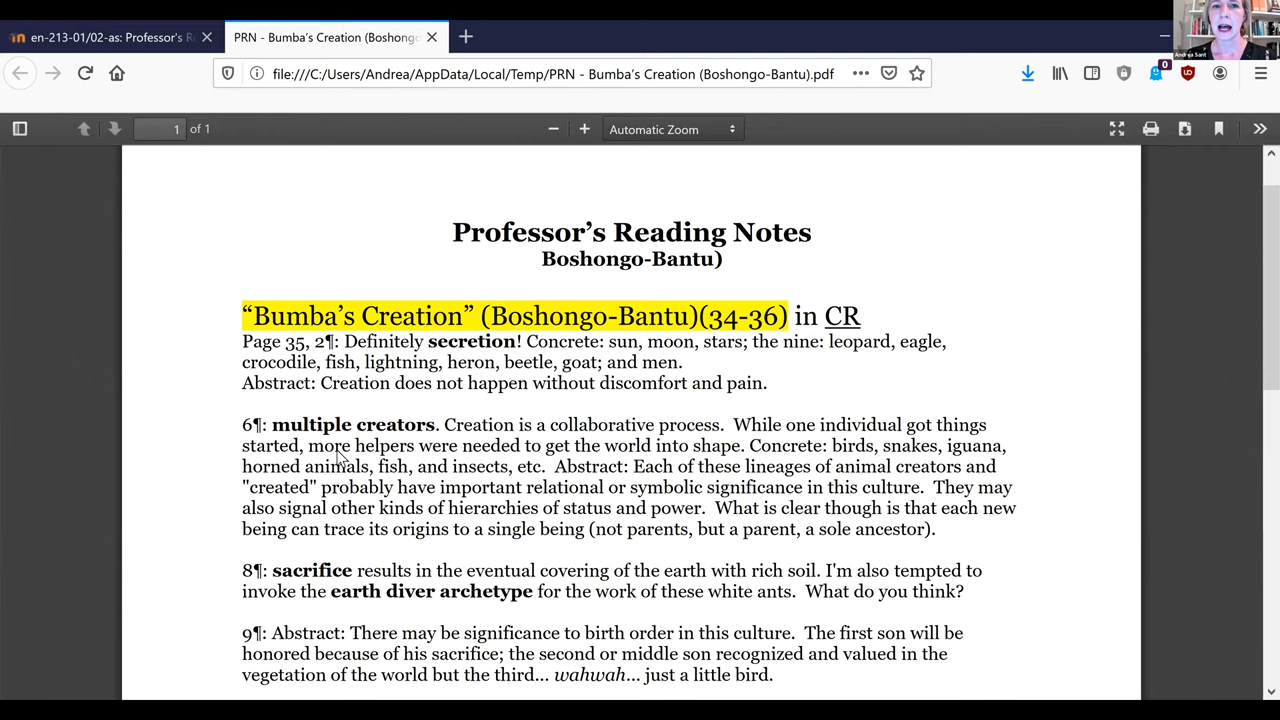 en-213-01/02-as: Professor's R
PRN - Bumba's Creation (Boshong
file:///C:/Users/Andrea/AppData/Local/Temp/PRN - Bumba's Creation (Boshongo-Bantu).pdf
0
1 of 1
Automatic Zoom
Andrea Sant
Professor's Reading Notes
Boshongo-Bantu)
“Bumba's Creation” (Boshongo-Bantu)(34-36) in CR
Page 35, 2¶: Definitely secretion! Concrete: sun, moon, stars; the nine: leopard, eagle,
crocodile, fish, lightning, heron, beetle, goat; and men.
Abstract: Creation does not happen without discomfort and pain.
6¶: multiple creators. Creation is a collaborative process.  While one individual got things
started, more helpers were needed to get the world into shape. Concrete: birds, snakes, iguana,
horned animals, fish, and insects, etc.  Abstract: Each of these lineages of animal creators and
"created" probably have important relational or symbolic significance in this culture.  They may
also signal other kinds of hierarchies of status and power.  What is clear though is that each new
being can trace its origins to a single being (not parents, but a parent, a sole ancestor).
8¶: sacrifice results in the eventual covering of the earth with rich soil. I'm also tempted to
invoke the earth diver archetype for the work of these white ants.  What do you think?
9¶: Abstract: There may be significance to birth order in this culture.  The first son will be
honored because of his sacrifice; the second or middle son recognized and valued in the
vegetation of the world but the third... wahwah... just a little bird.